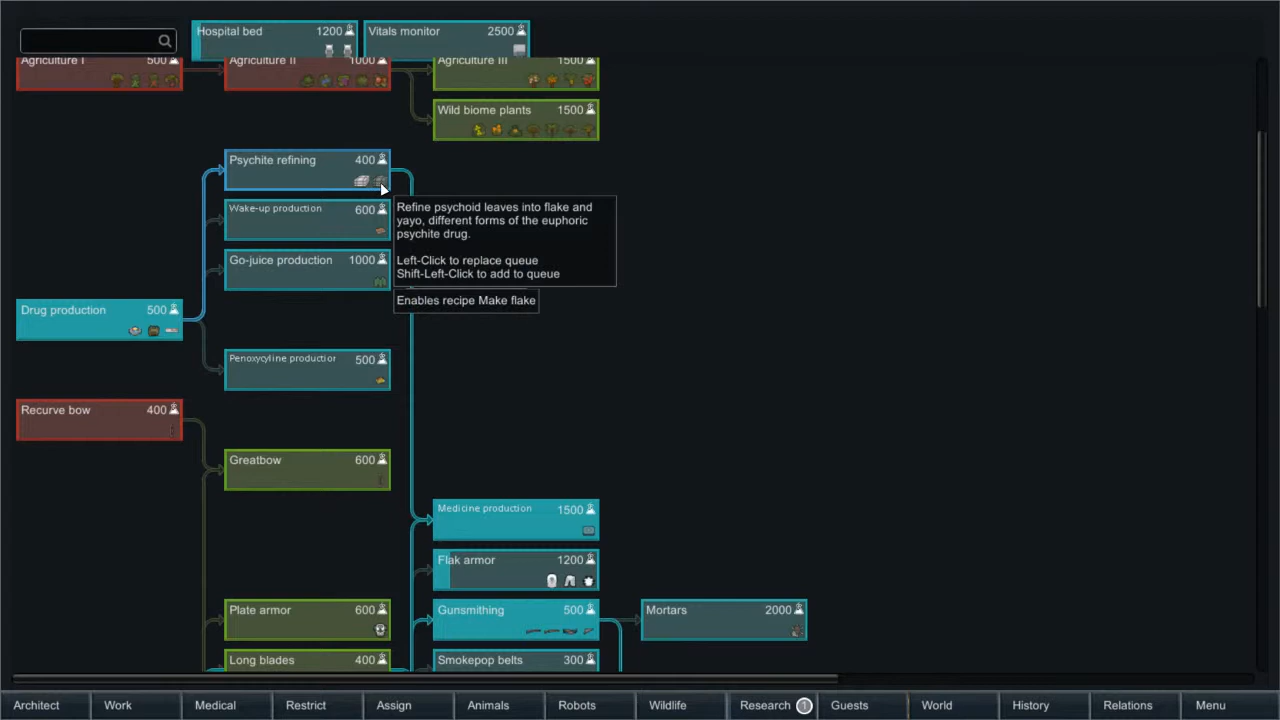 Hospital bed 1200
Vitals monitor 2500
Agriculture I 500
Agriculture II 1000
Agriculture III 1500
Wild biome plants 1500
Psychite refining 400
Refine psychoid leaves into flake and
yayo, different forms of the euphoric
psychite drug.
Left-Click to replace queue
Shift-Left-Click to add to queue
Enables recipe Make flake
Wake-up production 600
Go-juice production 1000
Drug production 500
Penoxycyline production 500
Recurve bow 400
Greatbow 600
Medicine production 1500
Flak armor 1200
Plate armor 600
Gunsmithing 500
Mortars 2000
Long blades 400
Smokepop belts 300
Architect
Work
Medical
Restrict
Assign
Animals
Robots
Wildlife
Research 1
Guests
World
History
Relations
Menu